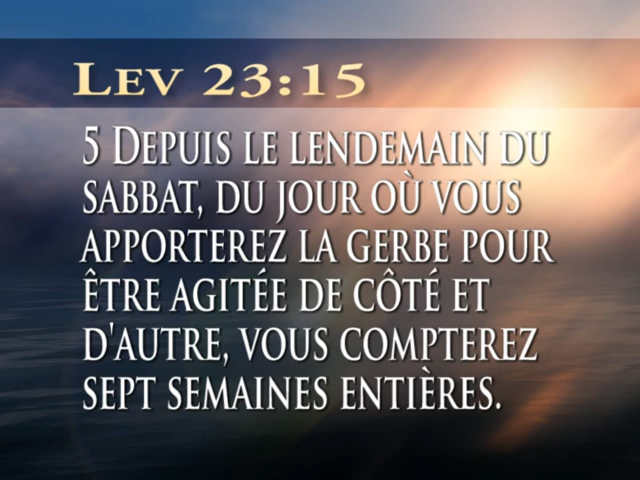 Lev 23:15
5 Depuis le lendemain du
sabbat, du jour où vous
apporterez la gerbe pour
être agitée de côté et
d'autre, vous compterez
sept semaines entières.